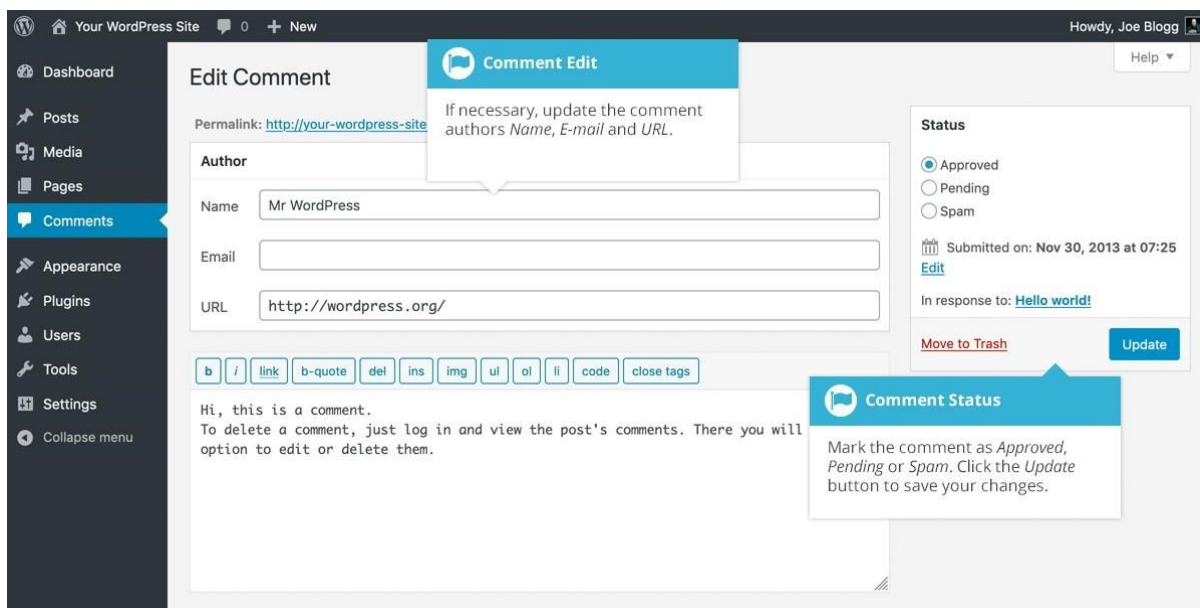 Your WordPress Site 0 + New Howdy, Joe Blogg
Help
Dashboard
Posts
Media
Pages
Comments
Appearance
Plugins
Users
Tools
Settings
Collapse menu
Edit Comment
Permalink: http://your-wordpress-site
Comment Edit
If necessary, update the comment
authors Name, E-mail and URL.
Author
Name Mr WordPress
Email
URL http://wordpress.org/
b i link b-quote del ins img ul ol li code close tags
Hi, this is a comment.
To delete a comment, just log in and view the post's comments. There you will
option to edit or delete them.
Status
Approved
Pending
Spam
Submitted on: Nov 30, 2013 at 07:25
Edit
In response to: Hello world!
Move to Trash Update
Comment Status
Mark the comment as Approved,
Pending or Spam. Click the Update
button to save your changes.